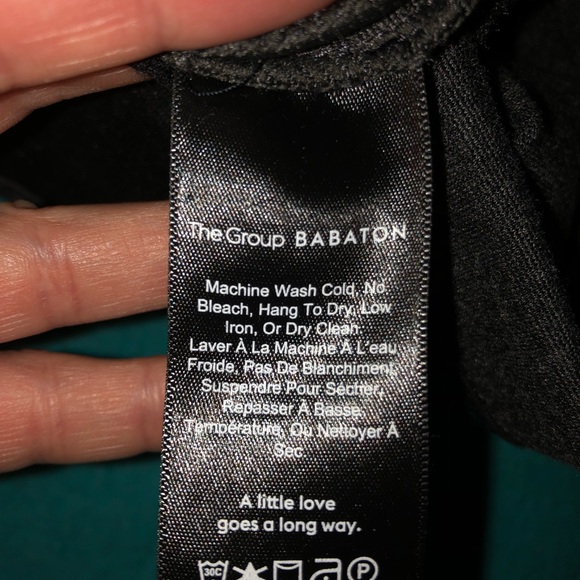 The Group BABATON
Machine Wash Cold, No
Bleach, Hang To Dry, Low
Iron, Or Dry Clean
Laver À La Machine À L'eau
Froide, Pas De Blanchiment,
Suspendre Pour Sécher,
Repasser À Basse
Température, Ou Nettoyer À
Sec
A little love
goes a long way.
30C P